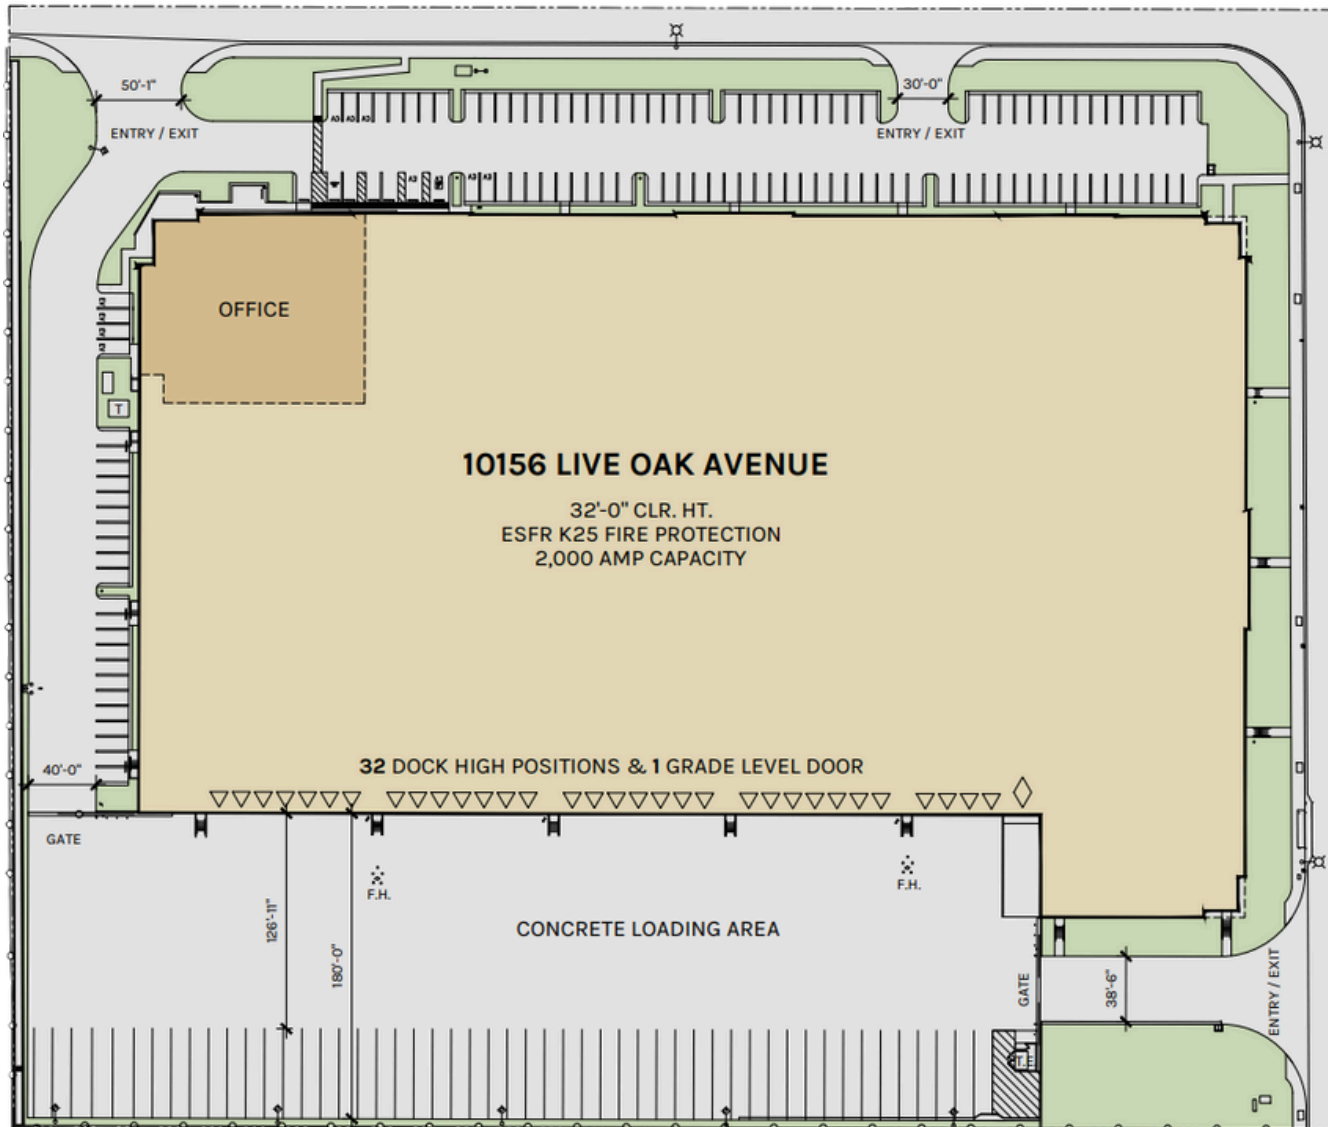 50'-1"
30'-0"
ENTRY / EXIT
ENTRY / EXIT
OFFICE
T
10156 LIVE OAK AVENUE
32'-0" CLR. HT.
ESFR K25 FIRE PROTECTION
2,000 AMP CAPACITY
32 DOCK HIGH POSITIONS & 1 GRADE LEVEL DOOR
40'-0"
GATE
F.H.
F.H.
126'-11"
180'-0"
CONCRETE LOADING AREA
GATE
38'-6"
ENTRY / EXIT
T.E